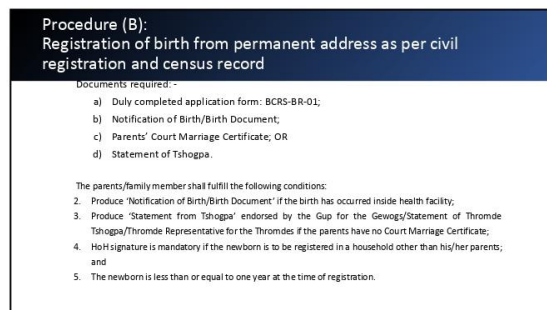 Procedure (B):
Registration of birth from permanent address as per civil
registration and census record
Documents required: -
a) Duly completed application form: BCRS-BR-01;
b) Notification of Birth/Birth Document;
c) Parents' Court Marriage Certificate; OR
d) Statement of Tshogpa.
The parents/family member shall fulfill the following conditions:
2. Produce 'Notification of Birth/Birth Document' if the birth has occurred inside health facility;
3. Produce 'Statement from Tshogpa' endorsed by the Gup for the Gewogs/Statement of Thromde
Tshogpa/Thromde Representative for the Thromdes if the parents have no Court Marriage Certificate;
4. HoH signature is mandatory if the newborn is to be registered in a household other than his/her parents;
and
5. The newborn is less than or equal to one year at the time of registration.